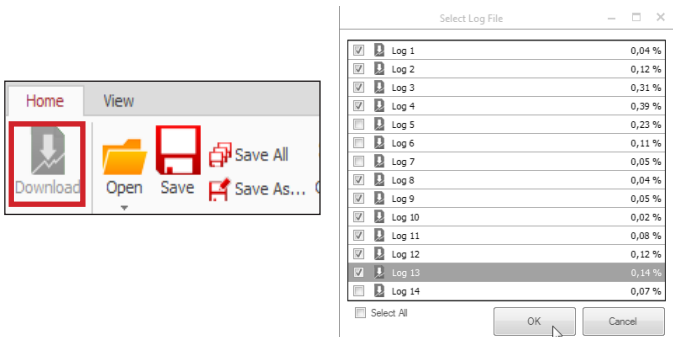 Home View
Download
Open
Save
Save All
Save As...
Select Log File
Log 1 0,04 %
Log 2 0,12 %
Log 3 0,31 %
Log 4 0,39 %
Log 5 0,23 %
Log 6 0,11 %
Log 7 0,05 %
Log 8 0,04 %
Log 9 0,05 %
Log 10 0,02 %
Log 11 0,08 %
Log 12 0,12 %
Log 13 0,14 %
Log 14 0,07 %
Select All
OK Cancel